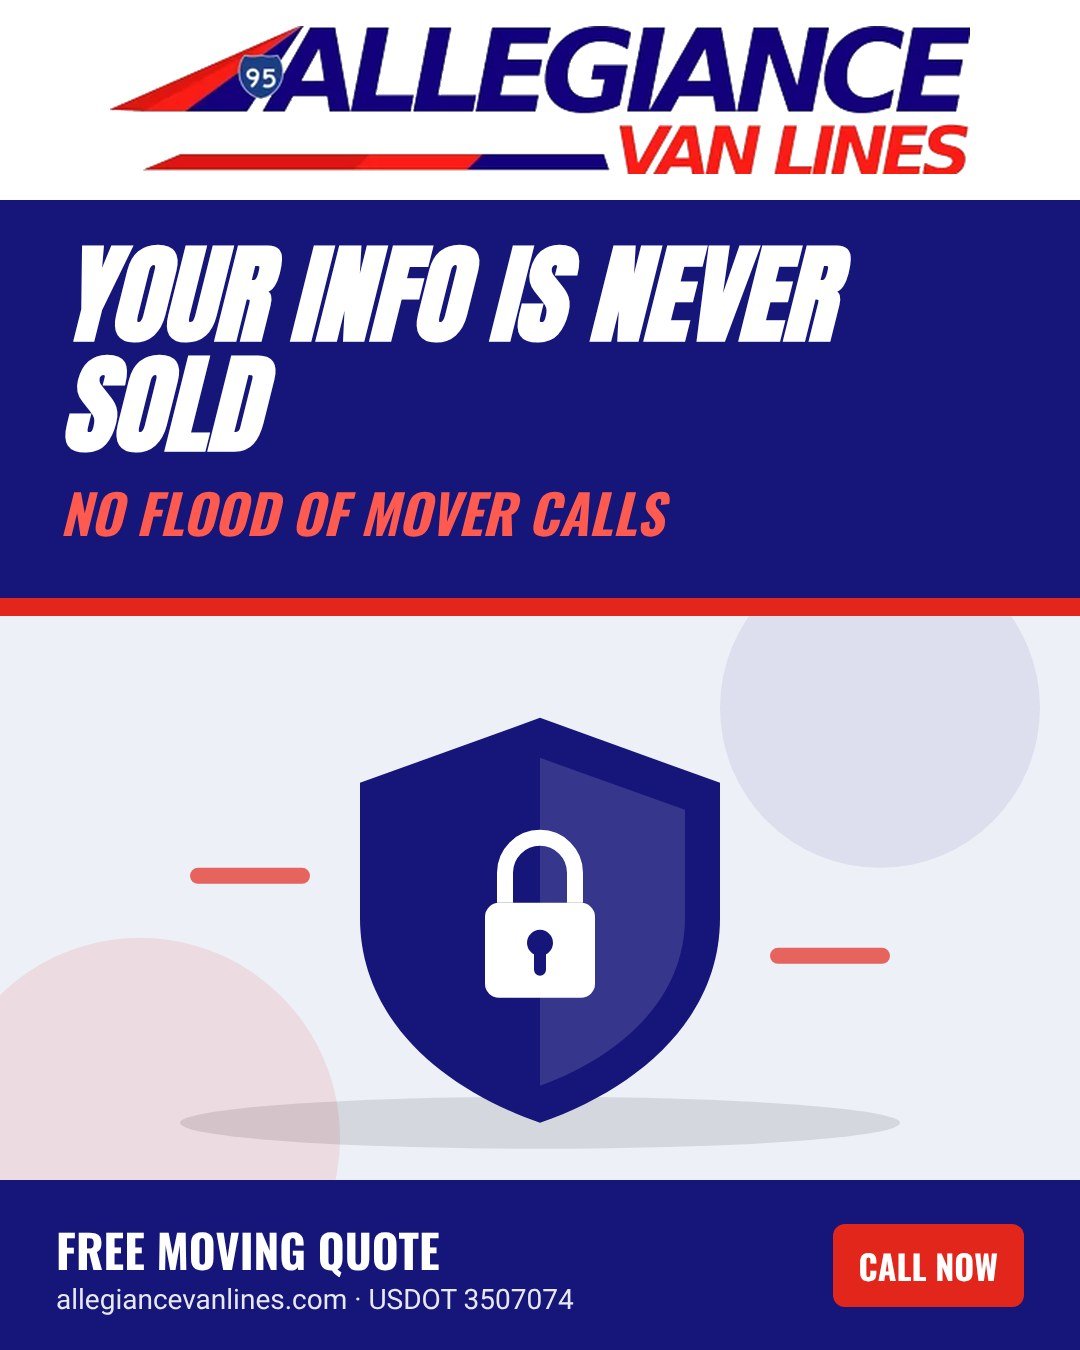 95
ALLEGIANCE
VAN LINES
YOUR INFO IS NEVER
SOLD
NO FLOOD OF MOVER CALLS
FREE MOVING QUOTE
allegiancevanlines.com · USDOT 3507074
CALL NOW